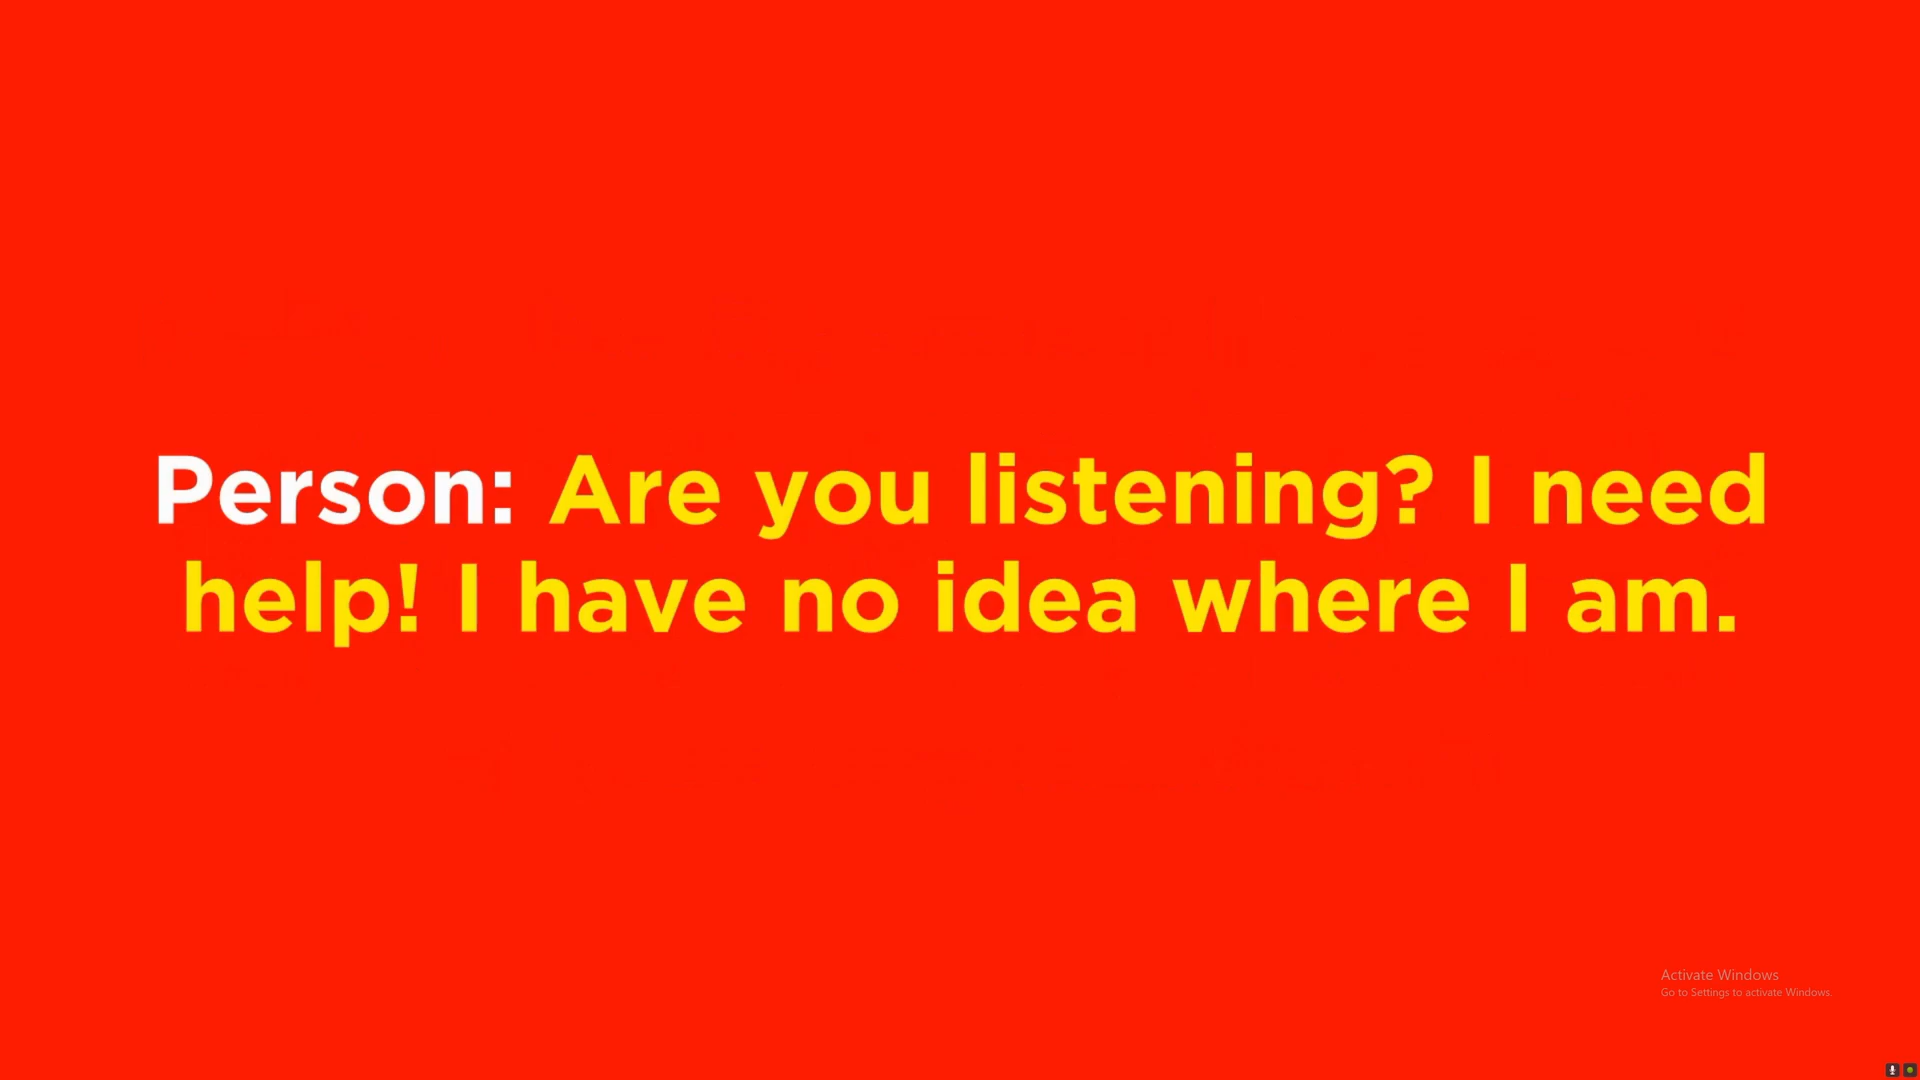 Person: Are you listening? I need
help! I have no idea where I am.
Activate Windows
Go to Settings to activate Windows.